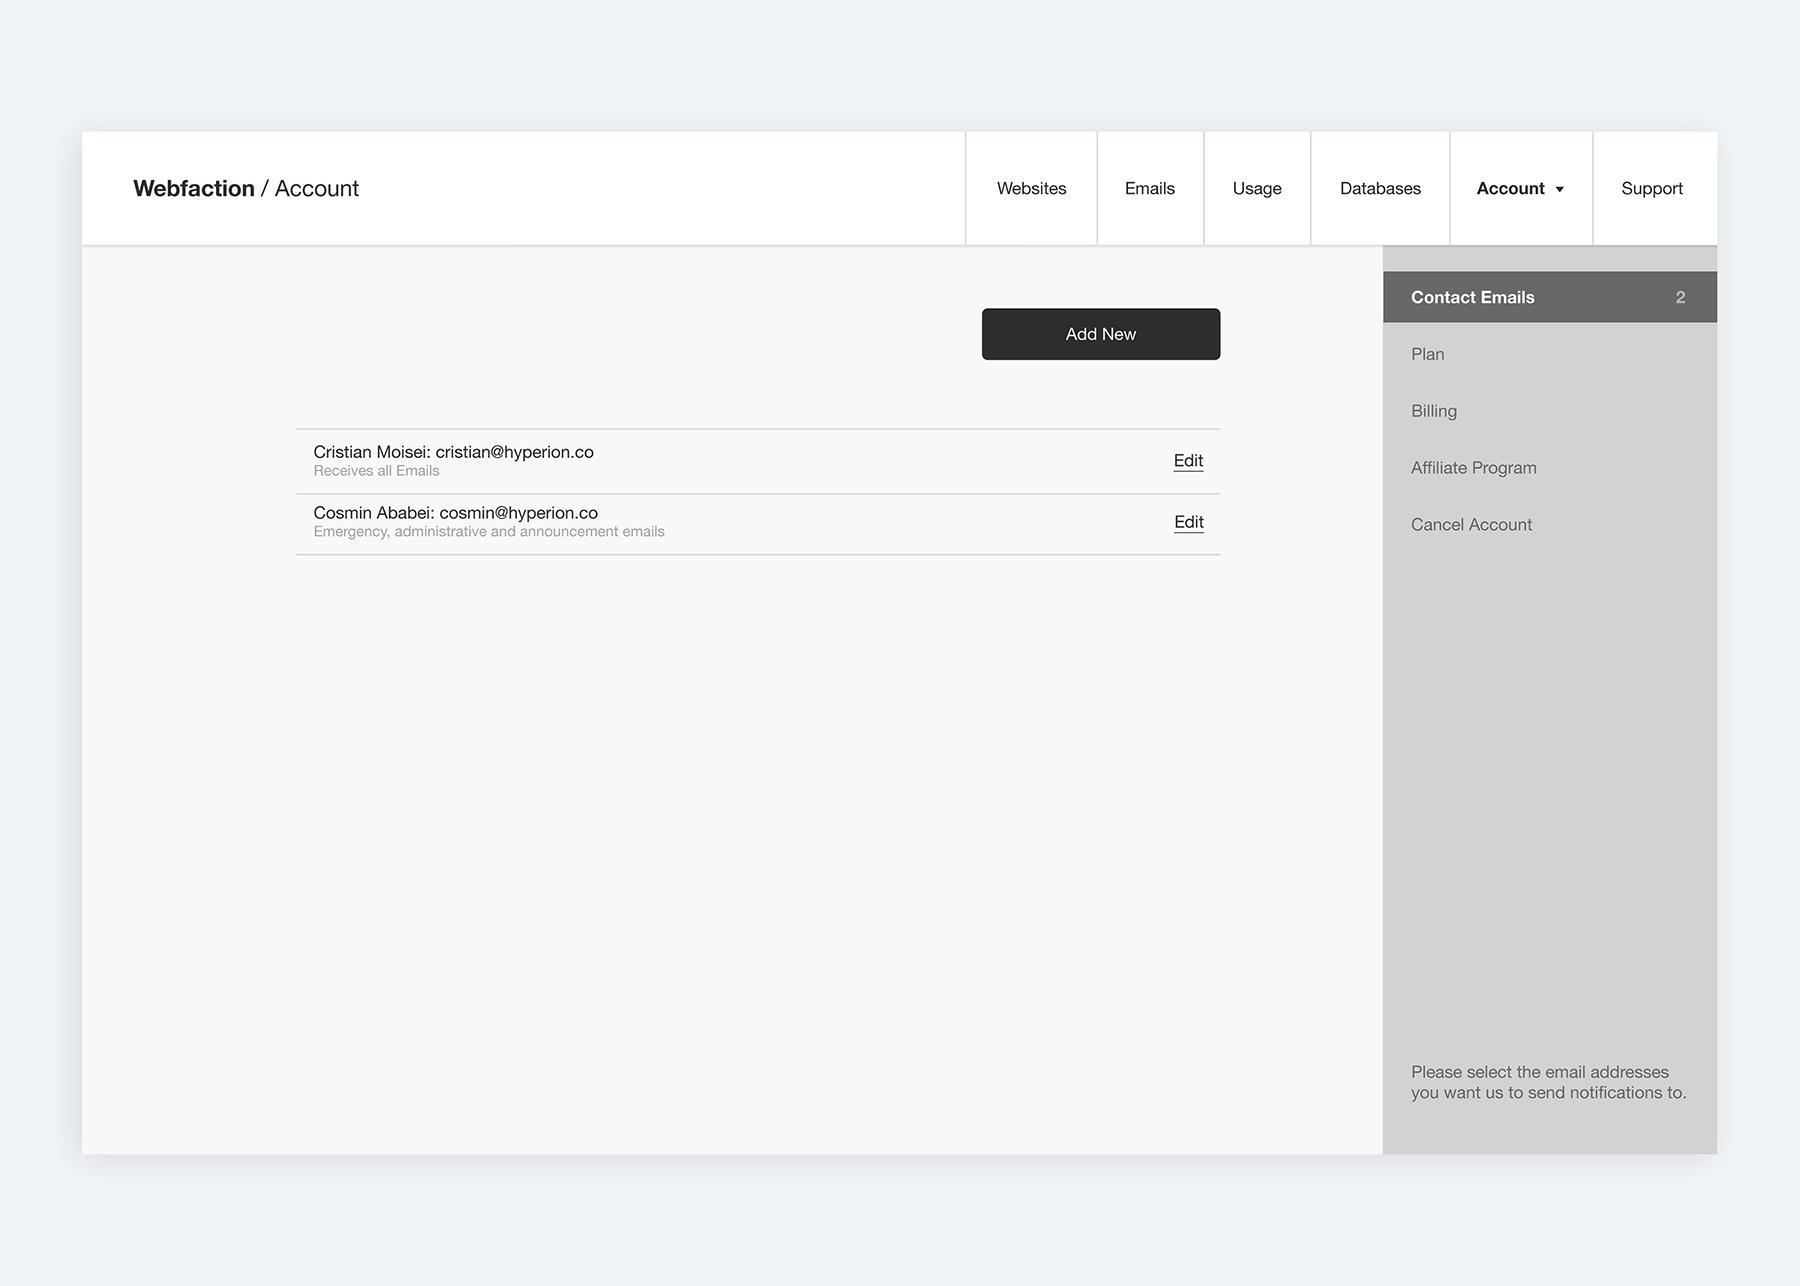 Webfaction / Account
Websites
Emails
Usage
Databases
Account
Support
Add New
Cristian Moisei: cristian@hyperion.co
Receives all Emails
Edit
Cosmin Ababei: cosmin@hyperion.co
Emergency, administrative and announcement emails
Edit
Contact Emails 2
Plan
Billing
Affiliate Program
Cancel Account
Please select the email addresses
you want us to send notifications to.